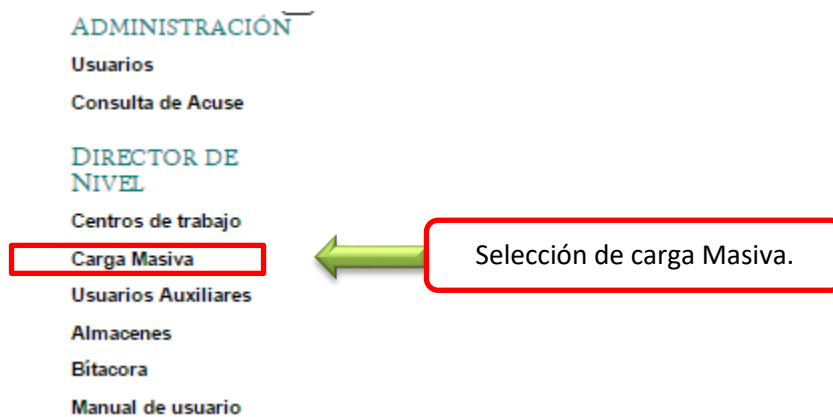 ADMINISTRACIÓN
Usuarios
Consulta de Acuse
DIRECTOR DE
NIVEL
Centros de trabajo
Carga Masiva
Selección de carga Masiva.
Usuarios Auxiliares
Almacenes
Bitacora
Manual de usuario